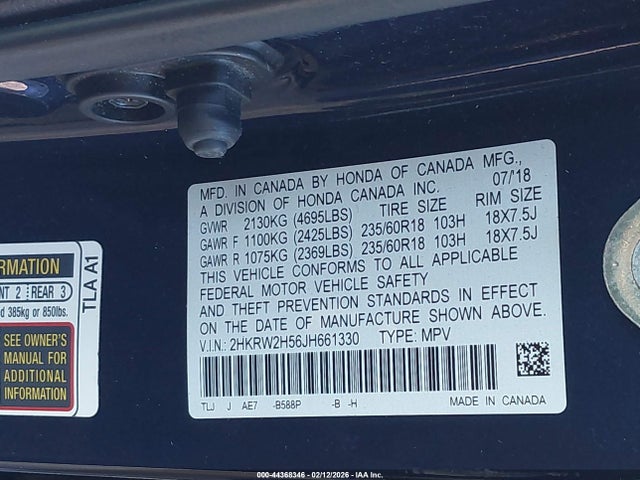 MFD. IN CANADA BY HONDA OF CANADA MFG.,
A DIVISION OF HONDA CANADA INC. 07/18
GVWR 2130KG (4695LBS) TIRE SIZE RIM SIZE
GAWR F 1100KG (2425LBS) 235/60R18 103H 18X7.5J
GAWR R 1075KG (2369LBS) 235/60R18 103H 18X7.5J
THIS VEHICLE CONFORMS TO ALL APPLICABLE
FEDERAL MOTOR VEHICLE SAFETY
AND THEFT PREVENTION STANDARDS IN EFFECT
ON THE DATE OF MANUFACTURE SHOWN ABOVE.
V.I.N.: 2HKRW2H56JH661330 TYPE: MPV
TLJ J AE7 -B588P -B -H MADE IN CANADA
RMATION
NT 2 REAR 3
d 385kg or 850lbs.
SEE OWNER'S
MANUAL FOR
ADDITIONAL
INFORMATION
TLA A1
000-44368346 - 02/12/2026 - IAA Inc.